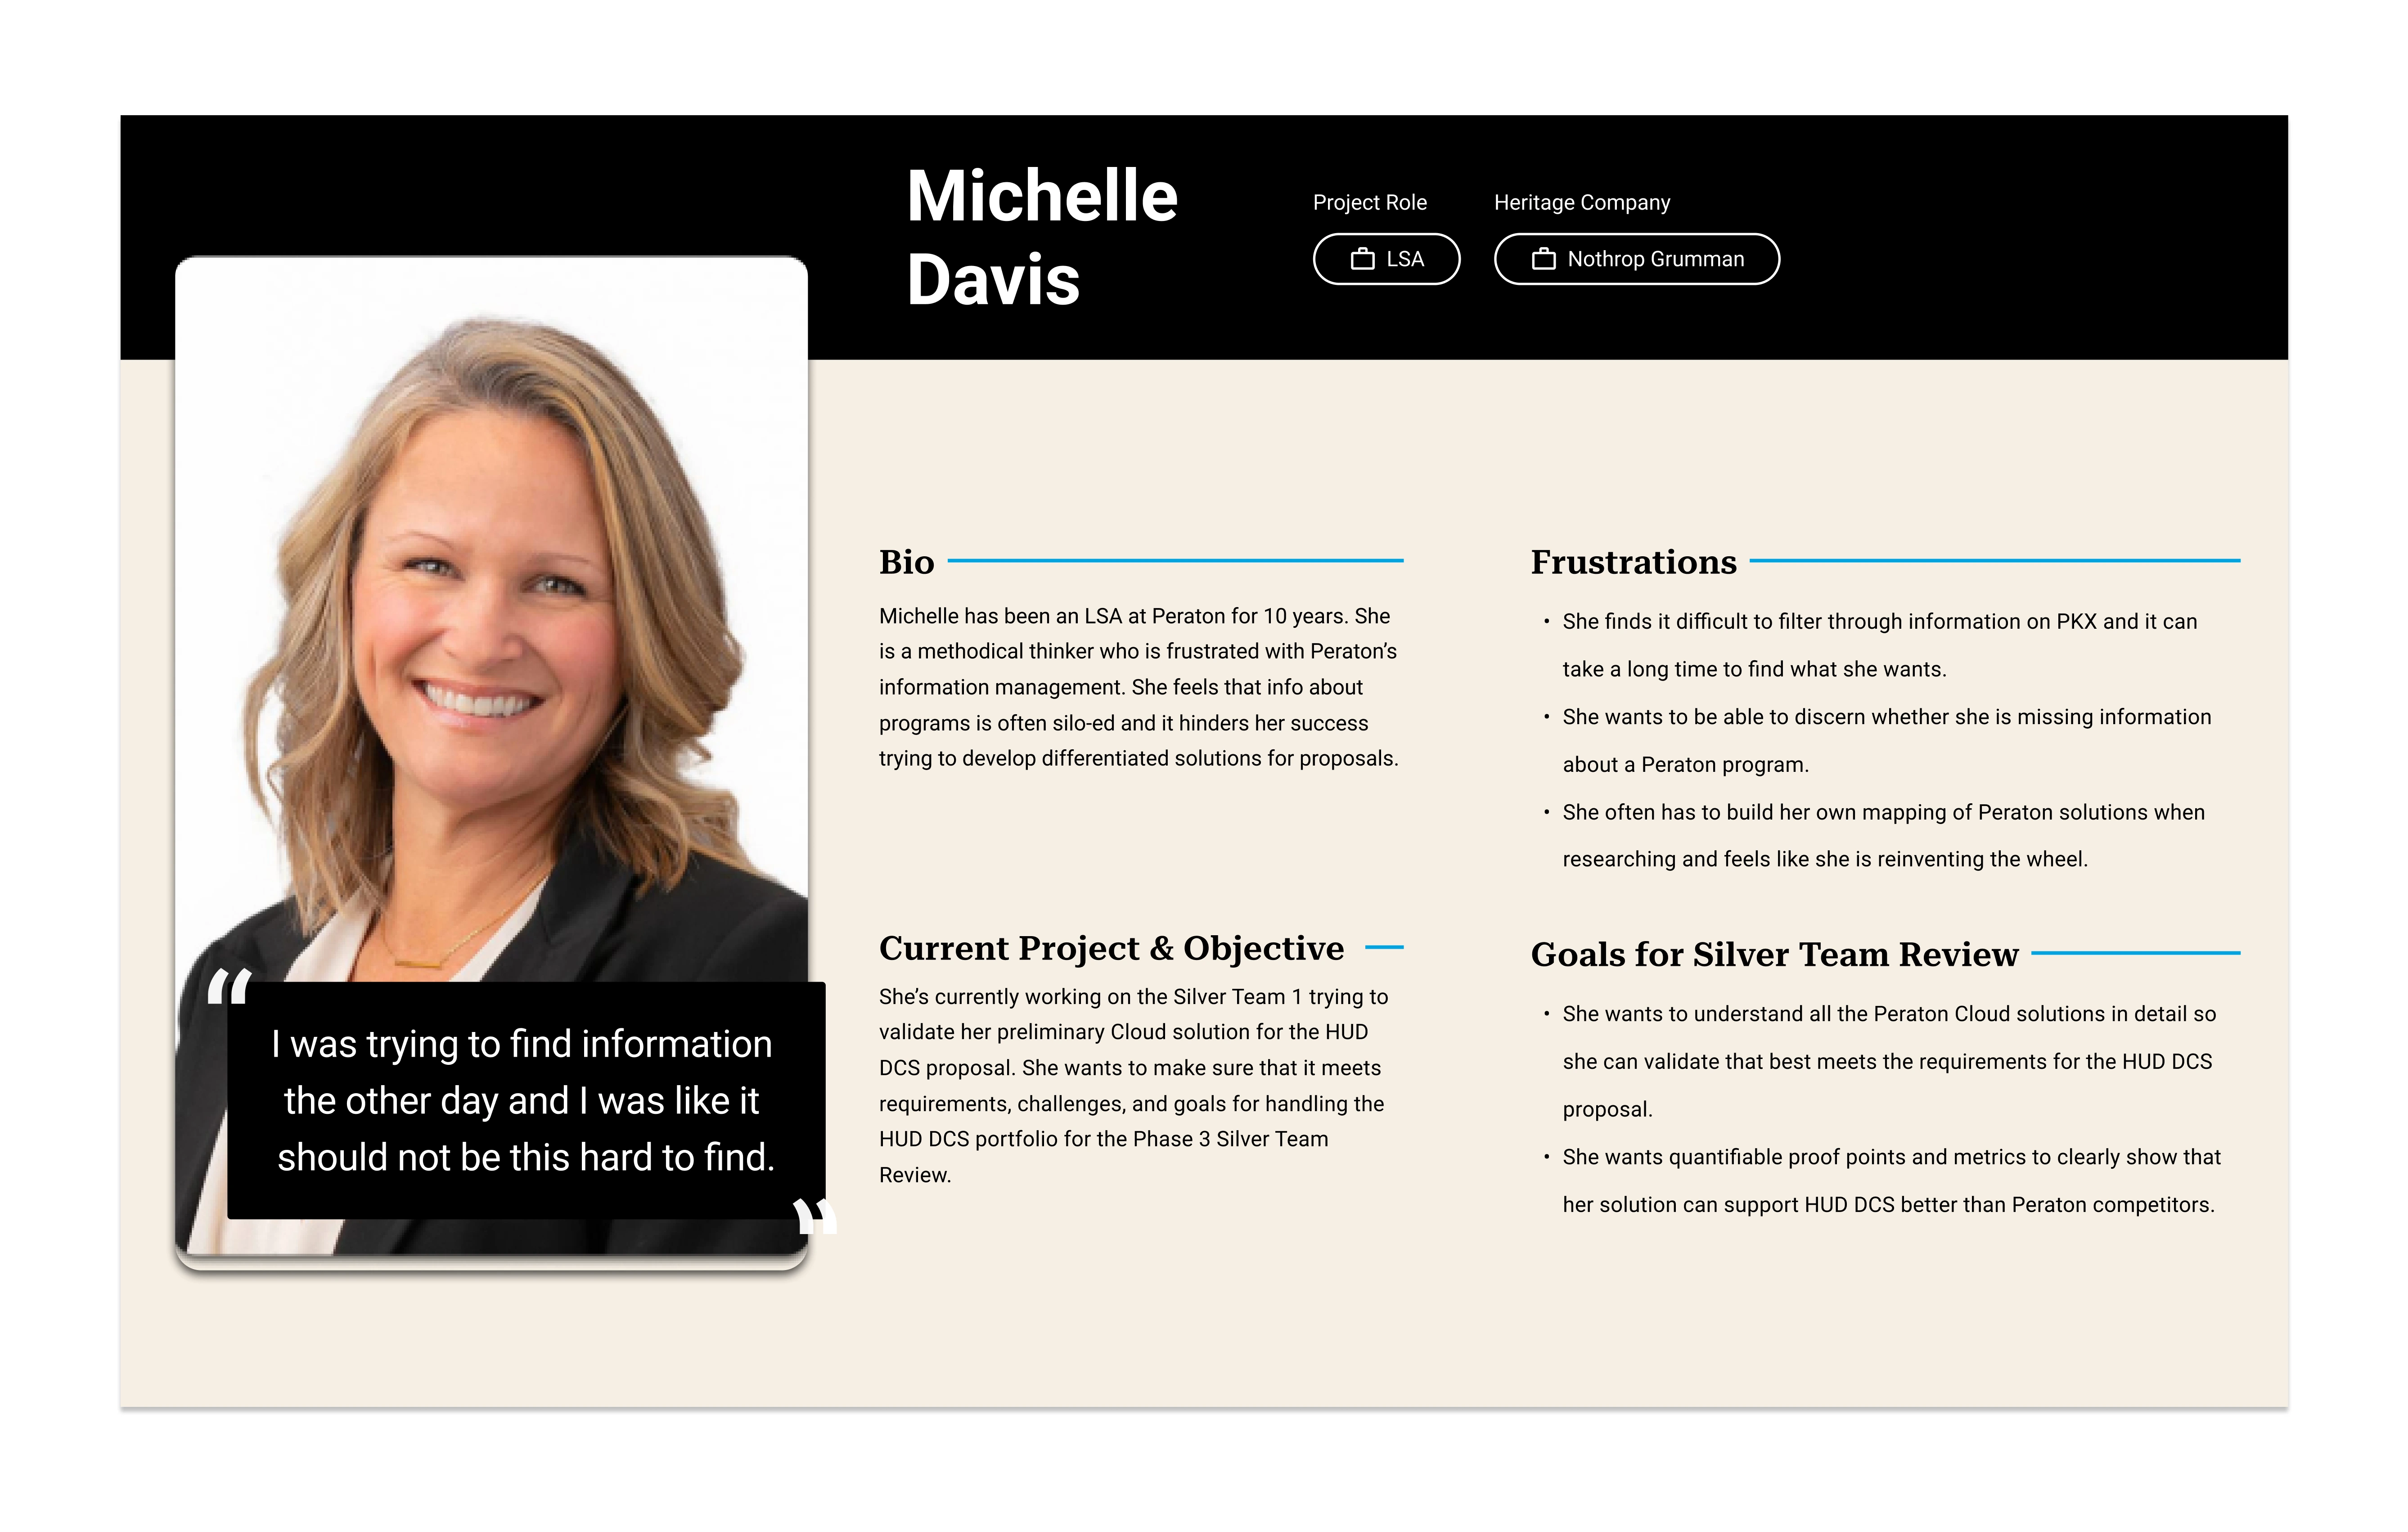 Michelle
Davis
Project Role
Heritage Company
LSA
Nothrop Grumman
“
I was trying to find information
the other day and I was like it
should not be this hard to find.
”
Bio
Michelle has been an LSA at Peraton for 10 years. She
is a methodical thinker who is frustrated with Peraton’s
information management. She feels that info about
programs is often silo-ed and it hinders her success
trying to develop differentiated solutions for proposals.
Current Project & Objective
She’s currently working on the Silver Team 1 trying to
validate her preliminary Cloud solution for the HUD
DCS proposal. She wants to make sure that it meets
requirements, challenges, and goals for handling the
HUD DCS portfolio for the Phase 3 Silver Team
Review.
Frustrations
• She finds it difficult to filter through information on PKX and it can
take a long time to find what she wants.
• She wants to be able to discern whether she is missing information
about a Peraton program.
• She often has to build her own mapping of Peraton solutions when
researching and feels like she is reinventing the wheel.
Goals for Silver Team Review
• She wants to understand all the Peraton Cloud solutions in detail so
she can validate that best meets the requirements for the HUD DCS
proposal.
• She wants quantifiable proof points and metrics to clearly show that
her solution can support HUD DCS better than Peraton competitors.